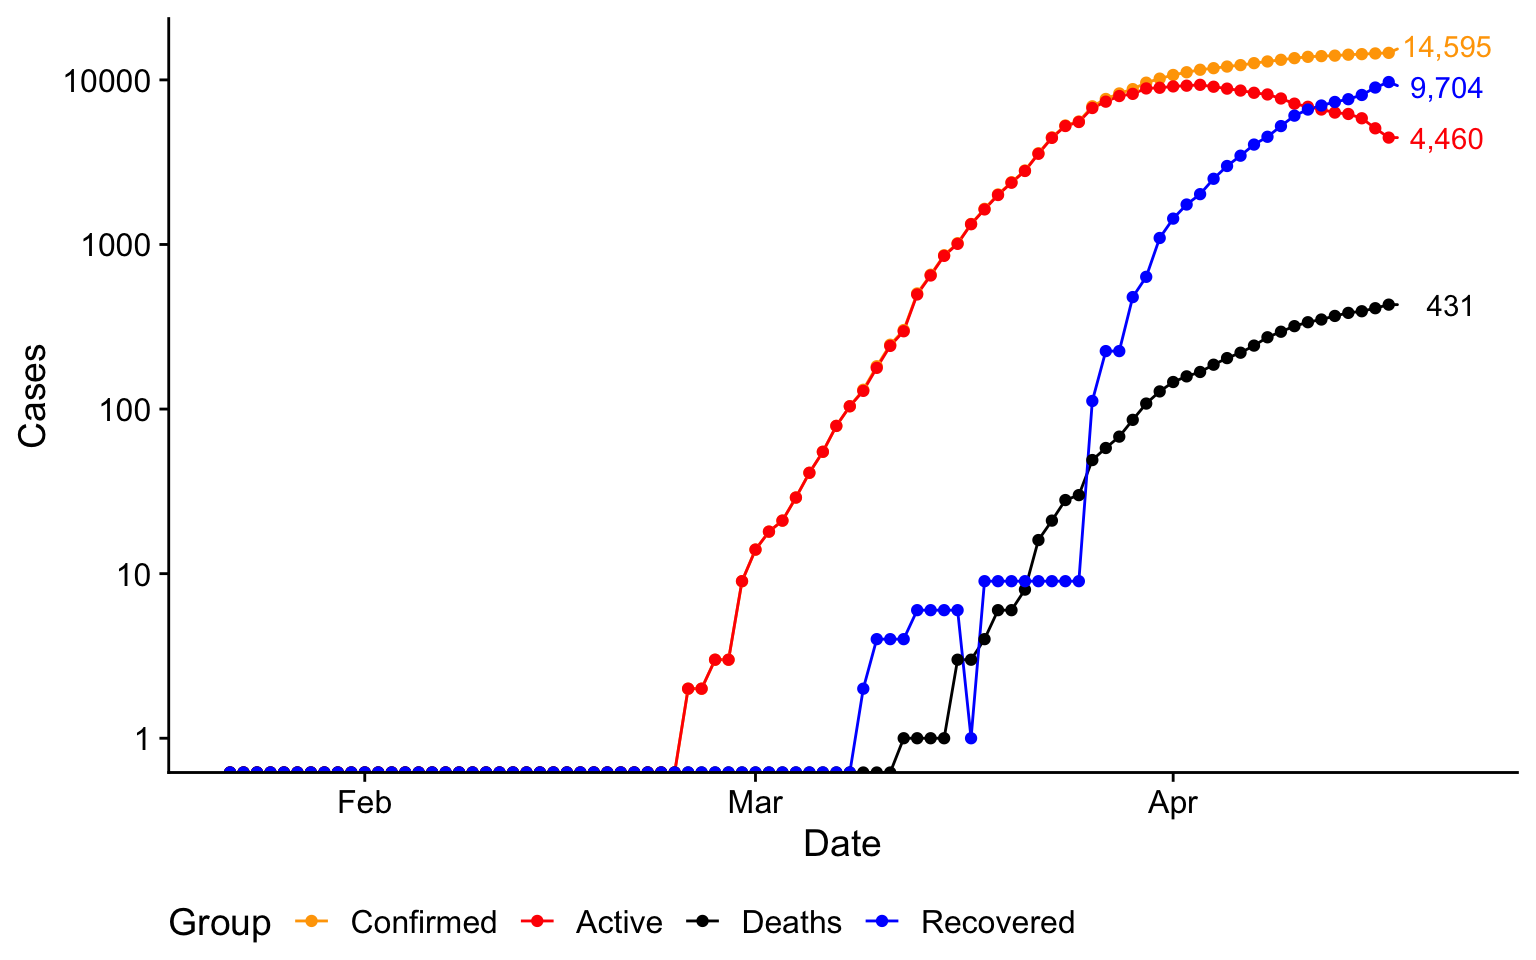 14,595
10000
9,704
4,460
1000
431
Cases
100
10
1
Feb Mar Apr
Date
Group Confirmed Active Deaths Recovered